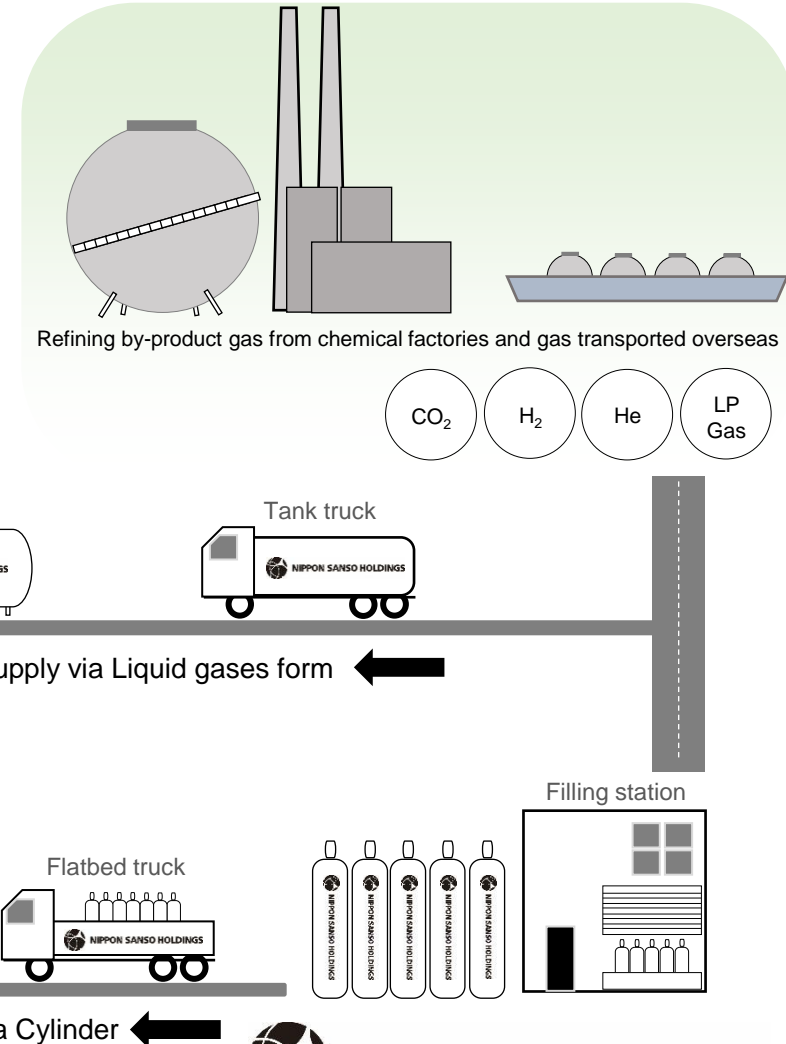 Refining by-product gas from chemical factories and gas transported overseas
CO₂
H₂
He
LP
Gas
Tank truck
NIPPON SANSO HOLDINGS
GS
upply via Liquid gases form
Filling station
Flatbed truck
NIPPON SANSO HOLDINGS
NIPPON SANSO HOLDINGS
NIPPON SANSO HOLDINGS
NIPPON SANSO HOLDINGS
NIPPON SANSO HOLDINGS
NIPPON SANSO HOLDINGS
a Cylinder